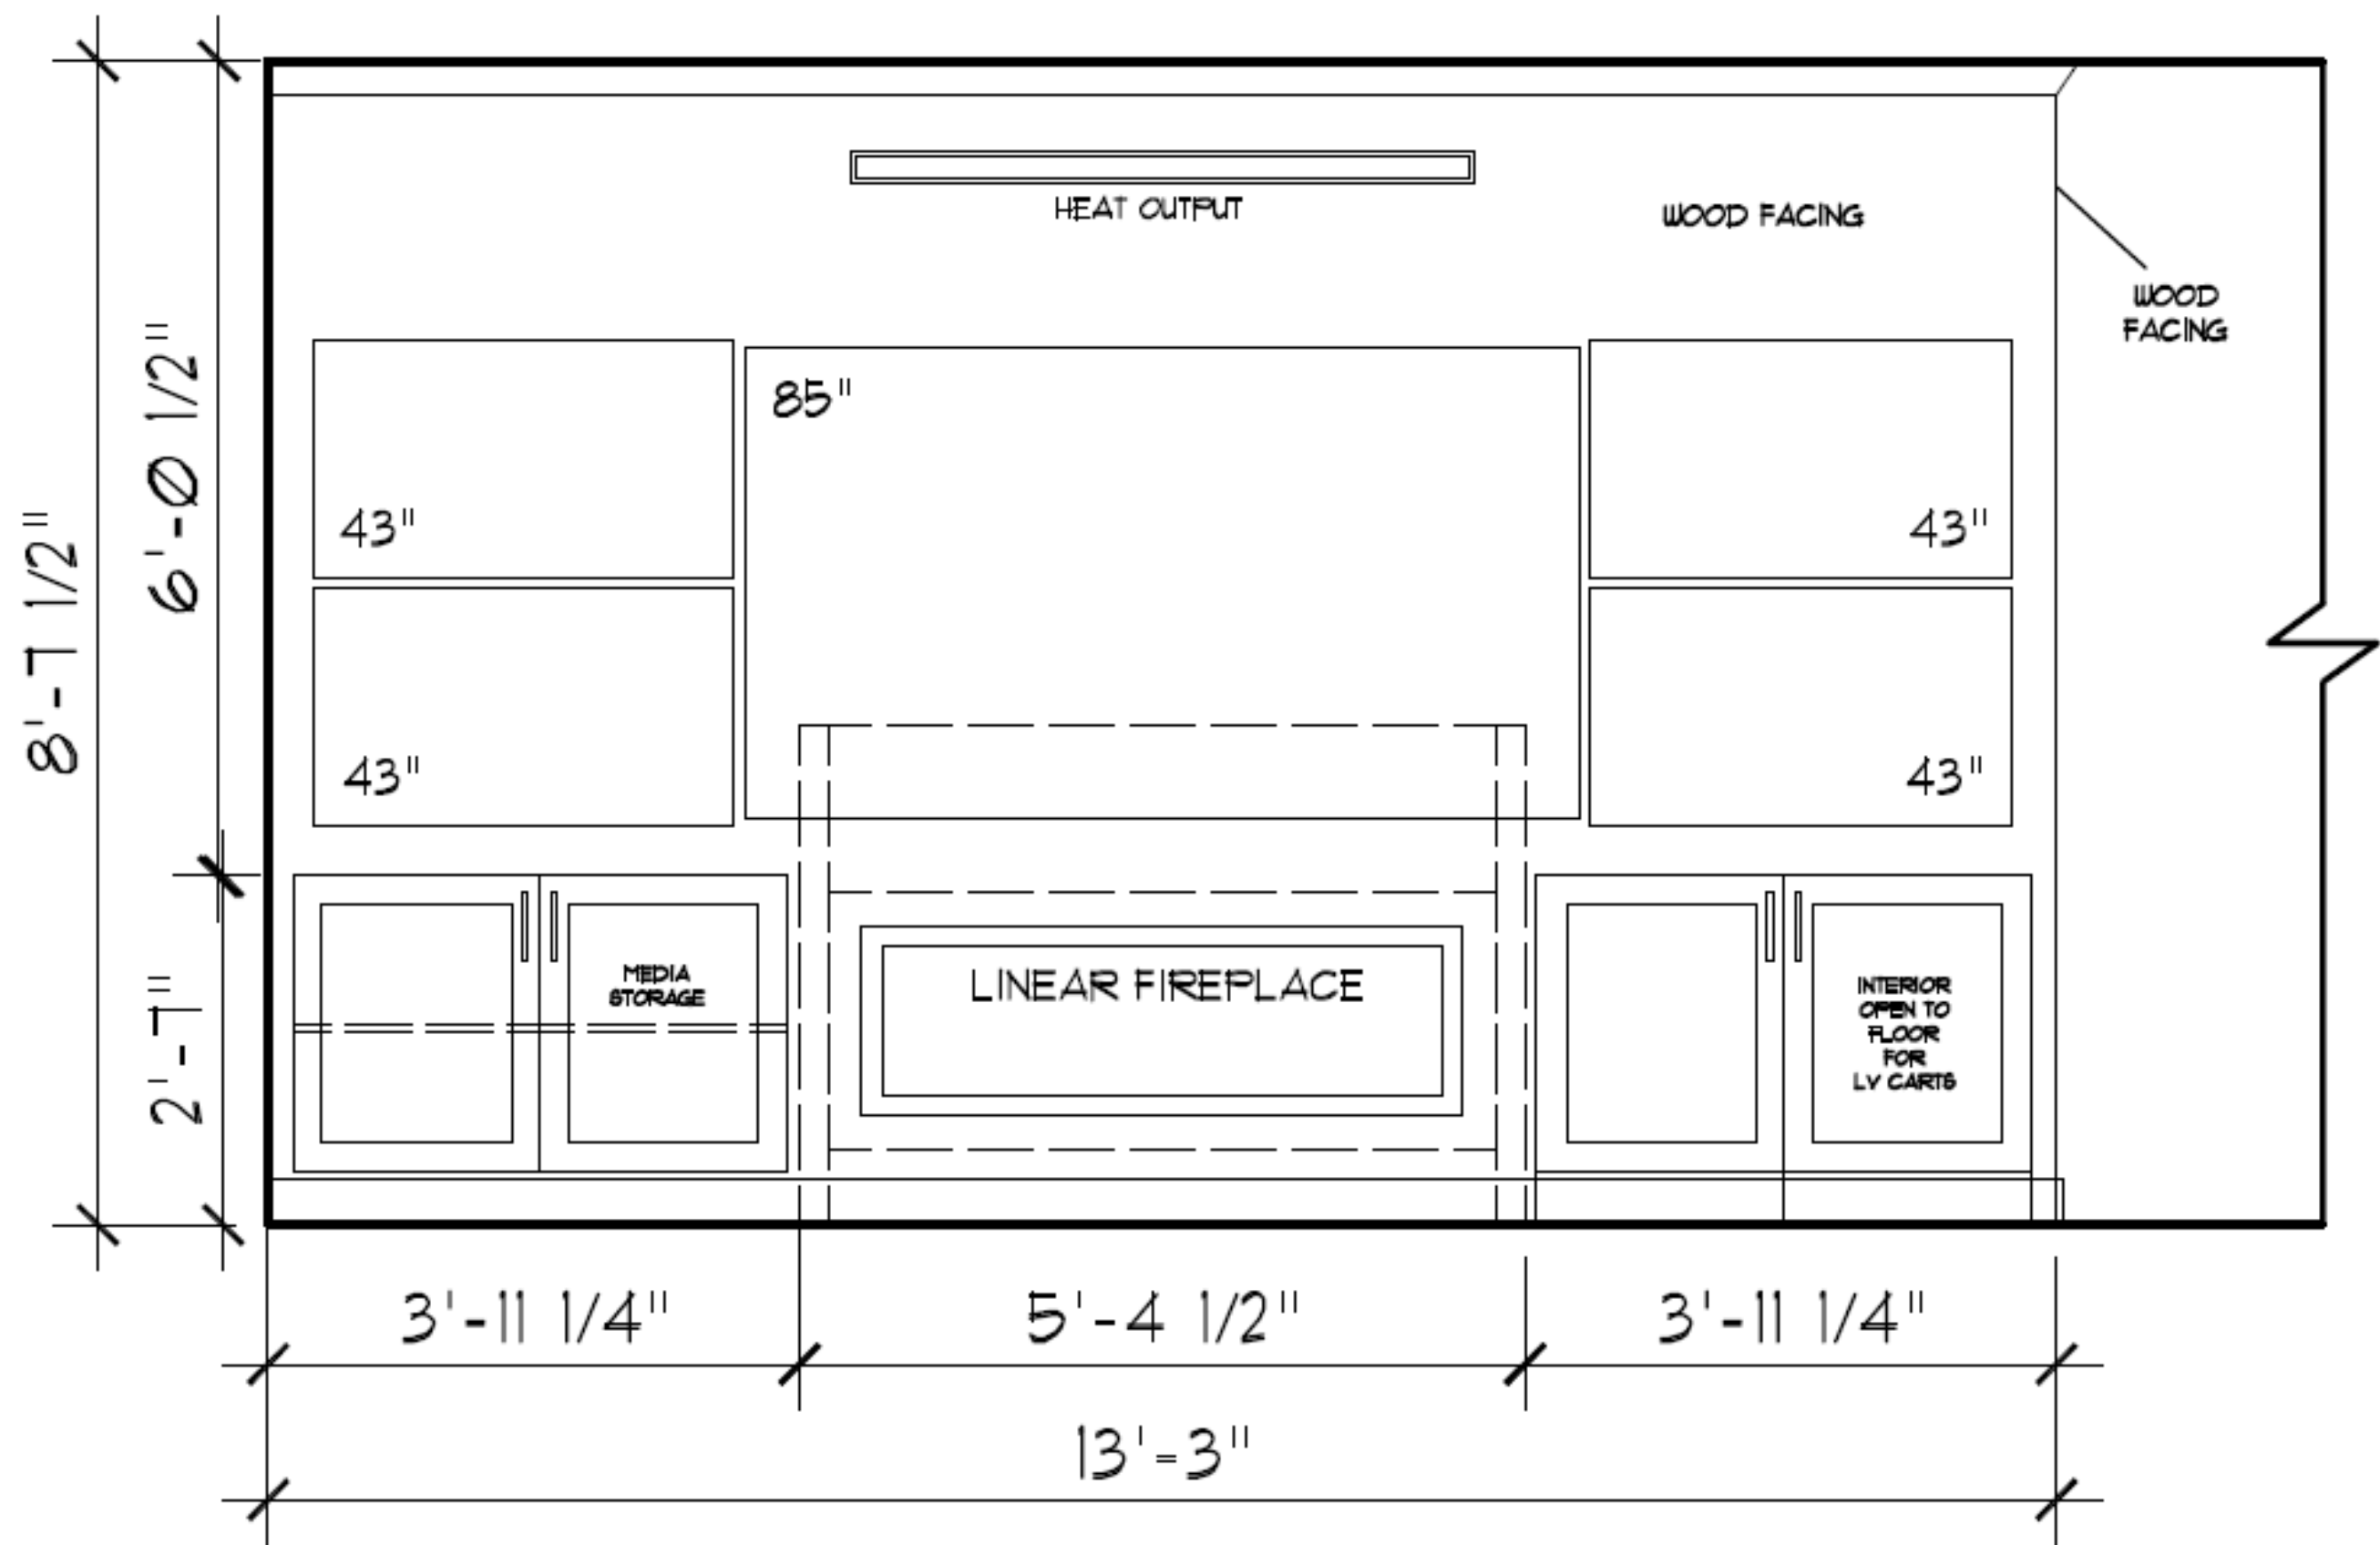 HEAT OUTPUT
WOOD FACING
WOOD
FACING
85"
43"
43"
43"
43"
8'-7 1/2"
6'-0 1/2"
2'-7"
MEDIA
STORAGE
LINEAR FIREPLACE
INTERIOR
OPEN TO
FLOOR
FOR
LV CARTS
3'-11 1/4"
5'-4 1/2"
3'-11 1/4"
13'-3"